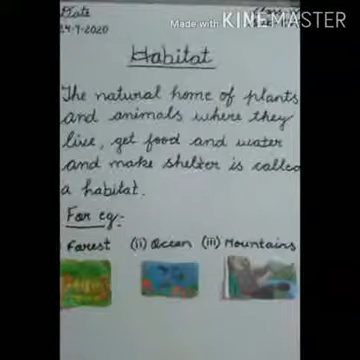 Date
24-7-2020
Made with KINEMASTER
Habitat
The natural home of plants
and animals where they
live, get food and water
and make shelter is called
a habitat.
For eg:-
Forest (ii) Ocean (iii) Mountains